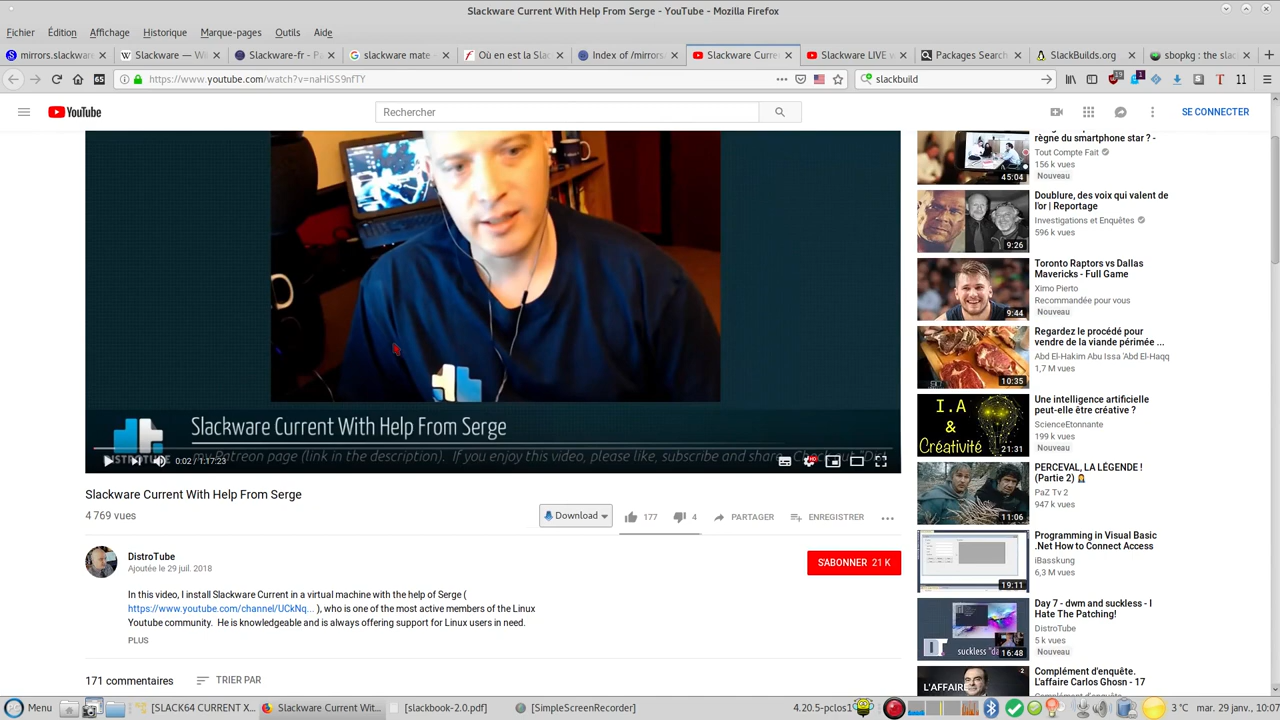 Slackware Current With Help From Serge - YouTube - Mozilla Firefox
Fichier Édition Affichage Historique Marque-pages Outils Aide
mirrors.slackware
Slackware — Wi
Slackware-fr - P
slackware mate
Où en est la Sla
Index of /mirror
Slackware Curre
Slackware LIVE v
Packages Search
SlackBuilds.org
sbopkg : the sla
65
https://www.youtube.com/watch?v=naHiSS9nfTY
slackbuild
19
1
11
YouTube
Rechercher
SE CONNECTER
Slackware Current With Help From Serge
my Patreon page (link in the description). If you enjoy this video, please like, subscribe and share. Check out "Dis
0:02 / 1:17:23
HD
Slackware Current With Help From Serge
4 769 vues
Download
177
4
PARTAGER
ENREGISTRER
DistroTube
Ajoutée le 29 juil. 2018
S'ABONNER 21 K
In this video, I install Slackware Current in a virtual machine with the help of Serge (
https://www.youtube.com/channel/UCkNq... ), who is one of the most active members of the Linux
Youtube community. He is knowledgeable and is always offering support for Linux users in need.
PLUS
171 commentaires
TRIER PAR
règne du smartphone star ? -
Tout Compte Fait
156 k vues
Nouveau
45:04
Doublure, des voix qui valent de
l'or | Reportage
Investigations et Enquêtes
596 k vues
9:26
Toronto Raptors vs Dallas
Mavericks - Full Game
Ximo Pierto
Recommandée pour vous
Nouveau
9:44
Regardez le procédé pour
vendre de la viande périmée ...
Abd El-Hakim Abu Issa 'Abd El-Haqq
1,7 M vues
10:35
I.A
&
Créativité
Une intelligence artificielle
peut-elle être créative ?
ScienceEtonnante
199 k vues
Nouveau
21:31
PERCEVAL, LA LÉGENDE !
(Partie 2)
PaZ Tv 2
947 k vues
11:06
Programming in Visual Basic
.Net How to Connect Access
iBasskung
6,3 M vues
19:11
Day 7 - dwm and suckless - I
Hate The Patching!
DistroTube
5 k vues
Nouveau
suckless "da
16:48
Complément d'enquête.
L'affaire Carlos Ghosn - 17
L'AFFAIRE
Menu
[SLACK64 CURRENT X...
Slackware Current Wit...
[slackbook-2.0.pdf]
[SimpleScreenRecorder]
4.20.5-pclos1
3°C
mar. 29 janv., 10:07